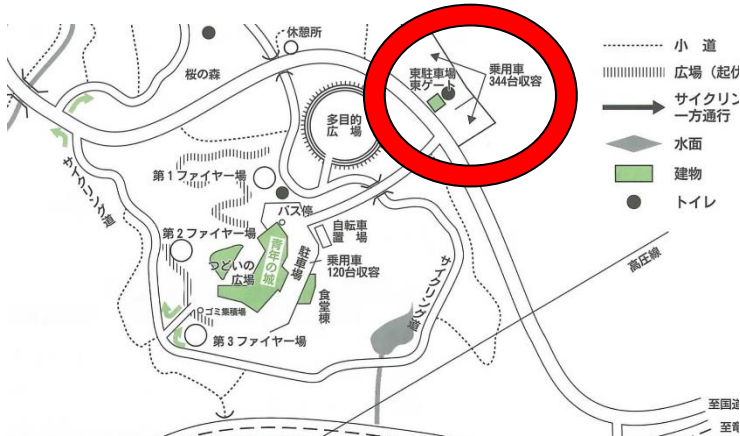 休憩所
桜の森
東駐車場
東ゲート
乗用車
344台収容
多目的
広場
サイクリング道
第1ファイヤー場
バス停
自転車
置場
第2ファイヤー場
つどいの
広場
青年の城
駐車場
乗用車
120台収容
食堂棟
サイクリング道
ゴミ集積場
第3ファイヤー場
高圧線
至国道
至竜
小道
広場（起伏
サイクリン
一方通行
水面
建物
トイレ